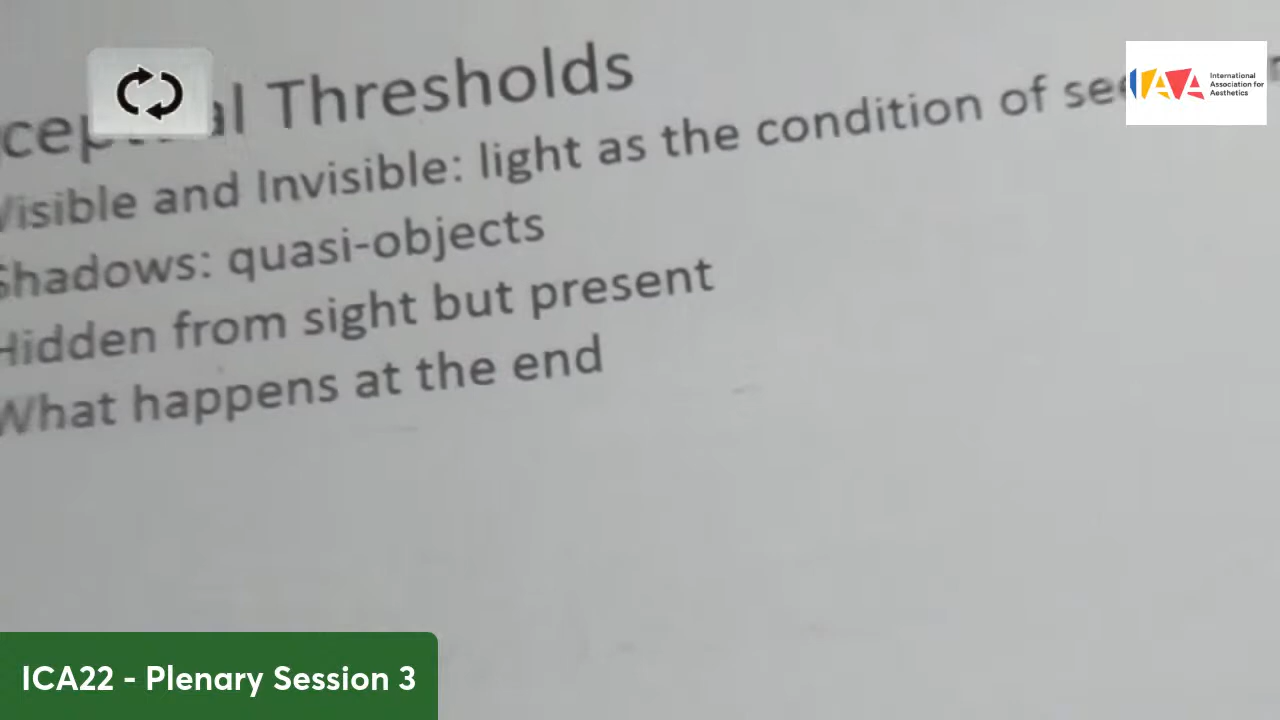 Thresholds
Visible and Invisible: light as the condition of
Shadows: quasi-objects
Hidden from sight but present
What happens at the end
International
Association for
Aesthetics
ICA22 - Plenary Session 3